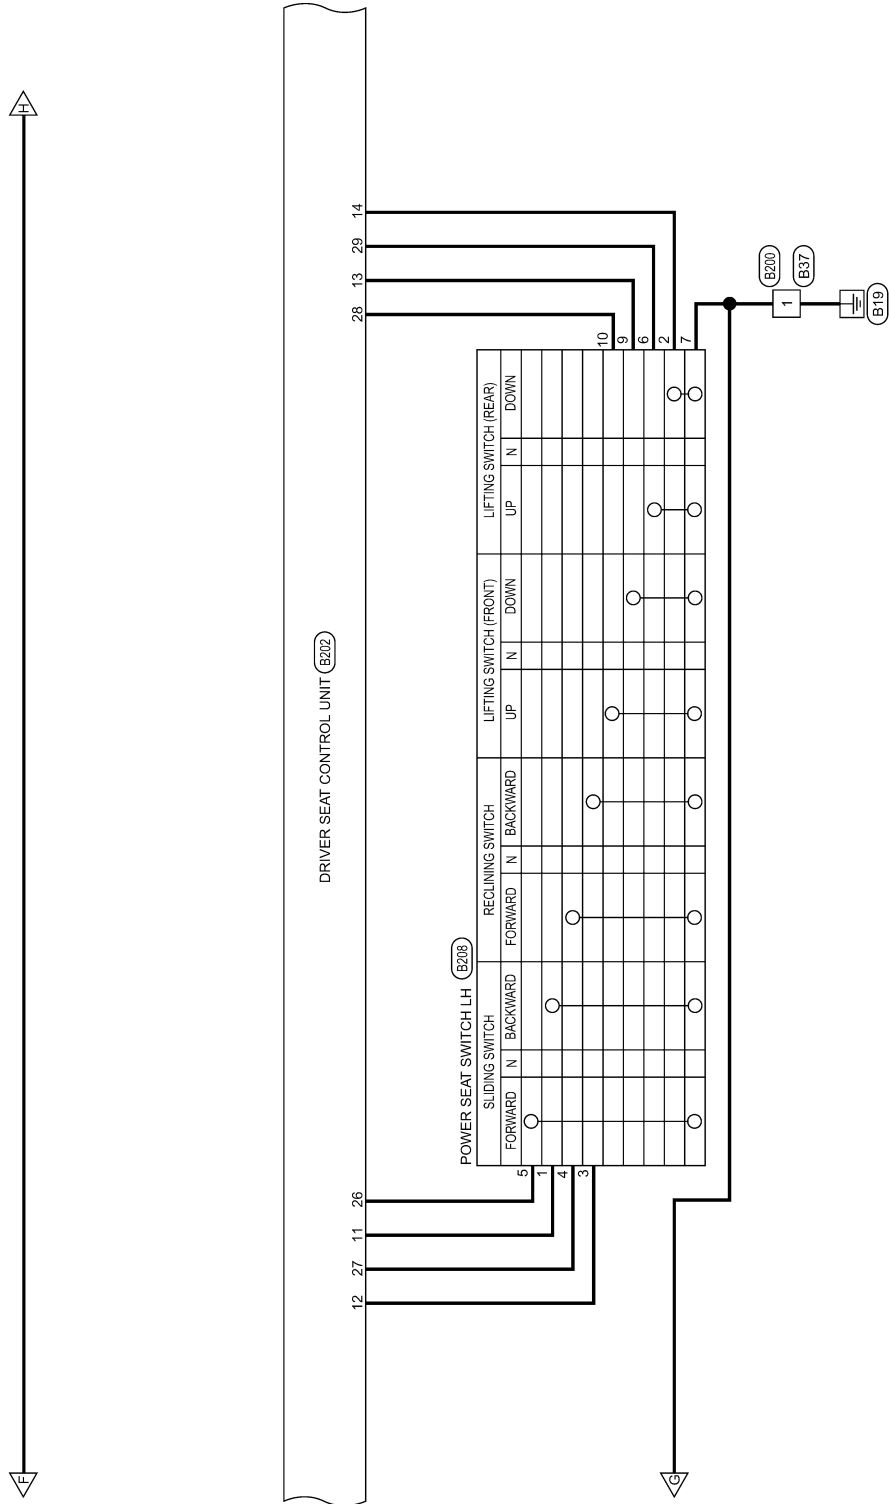 H
14
29
13
28
B200
B37
1
B19
10
9
6
2
7
DRIVER SEAT CONTROL UNIT B202
POWER SEAT SWITCH LH B208
SLIDING SWITCH
RECLINING SWITCH
LIFTING SWITCH (FRONT)
LIFTING SWITCH (REAR)
FORWARD
N
BACKWARD
FORWARD
N
BACKWARD
UP
N
DOWN
UP
N
DOWN
5
1
4
3
26
11
27
12
F
G